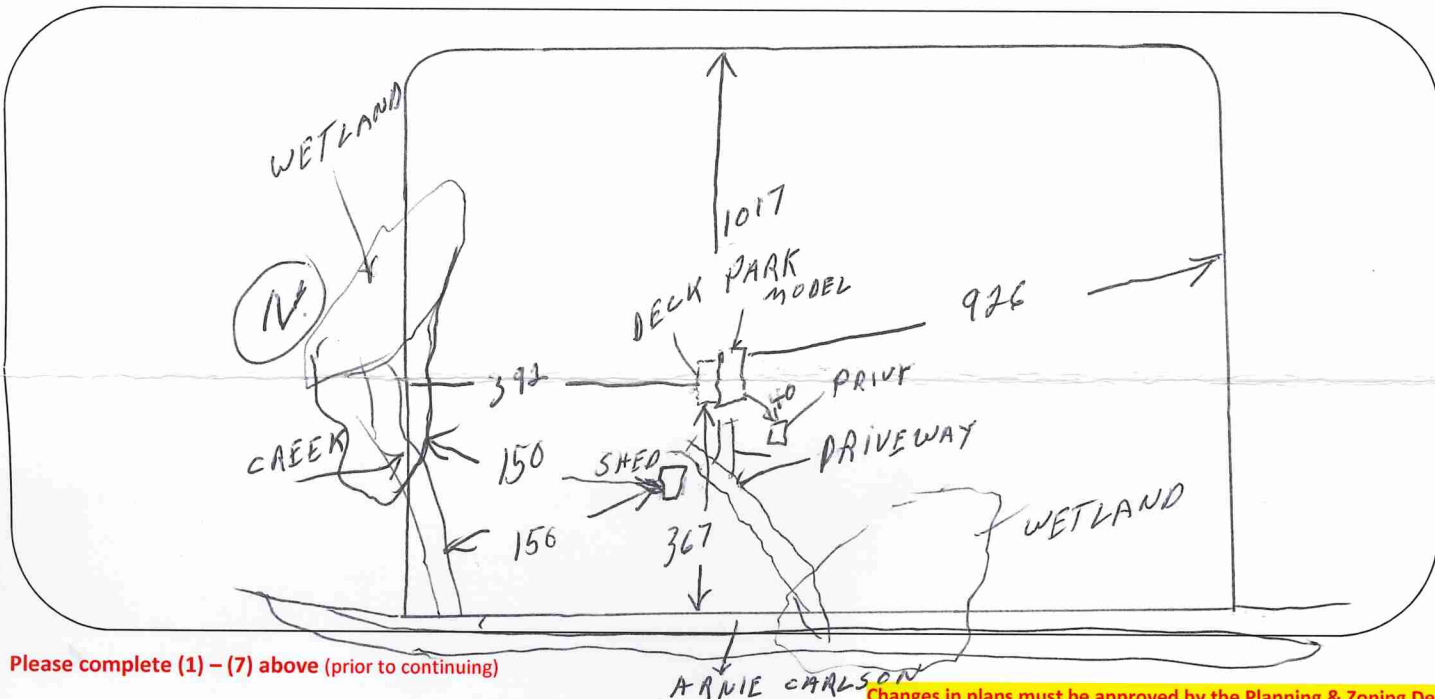 WETLAND
N.
1017
DECK
PARK
MODEL
926
392
40
PRIVY
CREEK
150
SHED
DRIVEWAY
156
367
WETLAND
ARNIE CARLSON
Please complete (1) – (7) above (prior to continuing)
Changes in plans must be approved by the Planning & Zoning De